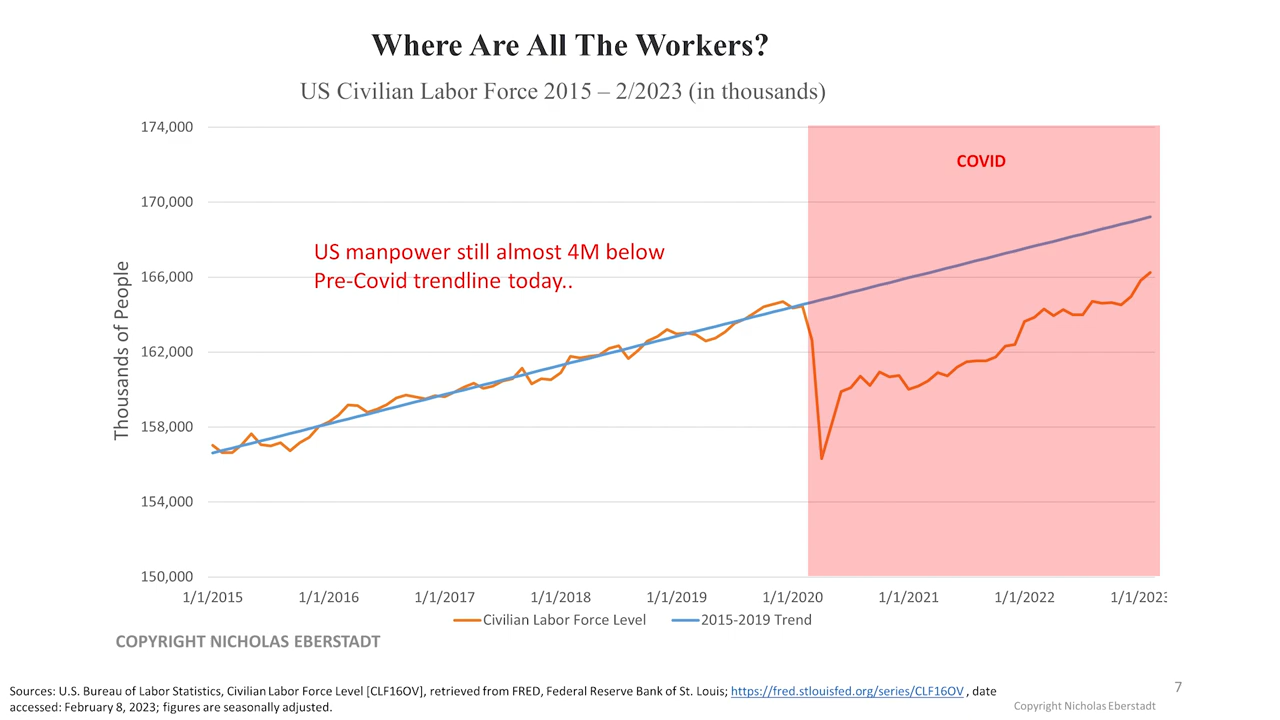 Where Are All The Workers?
US Civilian Labor Force 2015 – 2/2023 (in thousands)
174,000
170,000
166,000
162,000
158,000
154,000
150,000
Thousands of People
COVID
US manpower still almost 4M below
Pre-Covid trendline today..
1/1/2015 1/1/2016 1/1/2017 1/1/2018 1/1/2019 1/1/2020 1/1/2021 1/1/2022 1/1/2023
Civilian Labor Force Level 2015-2019 Trend
COPYRIGHT NICHOLAS EBERSTADT
Sources: U.S. Bureau of Labor Statistics, Civilian Labor Force Level [CLF16OV], retrieved from FRED, Federal Reserve Bank of St. Louis; https://fred.stlouisfed.org/series/CLF16OV , date
accessed: February 8, 2023; figures are seasonally adjusted.
7
Copyright Nicholas Eberstadt